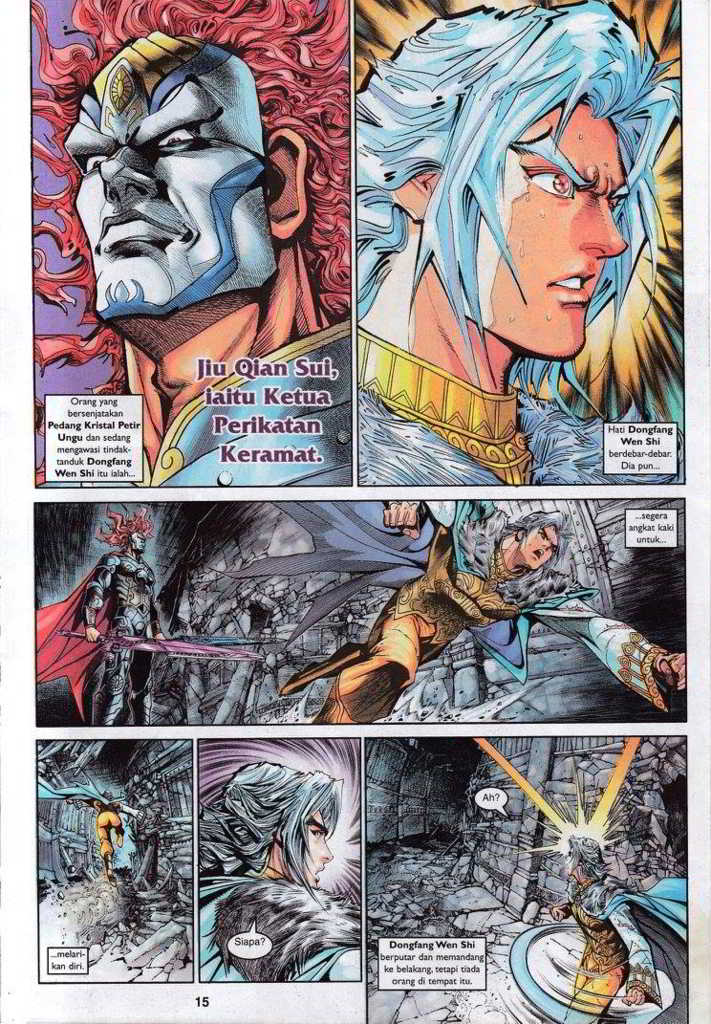 Orang yang
bersenjatakan
Pedang Kristal Petir
Ungu dan sedang
mengawasi tindak-
tanduk Dongfang
Wen Shi itu ialah...
Jiu Qian Sui,
iaitu Ketua
Perikatan
Keramat.
Hati Dongfang
Wen Shi
berdebar-debar.
Dia pun...
...segera
angkat kaki
untuk...
...melari-
kan diri.
Siapa?
Ah?
Dongfang Wen Shi
berputar dan memandang
ke belakang, tetapi tiada
orang di tempat itu.
15